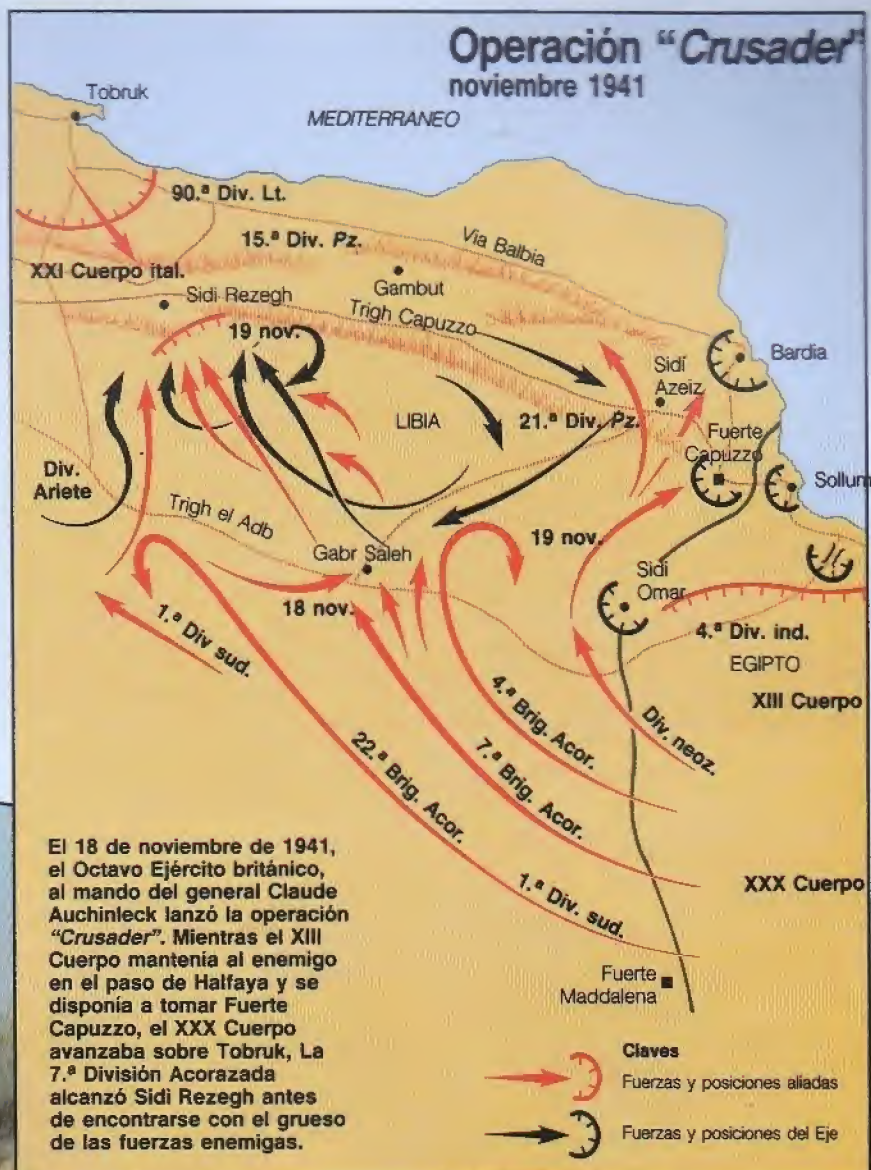 Operación "Crusader"
noviembre 1941
Tobruk
MEDITERRANEO
90.ª Div. Lt.
15.ª Div. Pz.
Via Balbia
XXI Cuerpo ital.
Gambut
Sidi Rezegh
Trigh Capuzzo
19 nov.
Bardia
Sidi
Azeiz
LIBIA
21.ª Div. Pz.
Fuerte
Capuzzo
Div.
Ariete
Sollum
Trigh el Adb
19 nov.
Gabr Saleh
Sidi
Omar
18 nov.
1.ª Div sud.
4.ª Div. ind.
EGIPTO
XIII Cuerpo
4.ª Brig. Acor.
Div. neoz.
7.ª Brig. Acor.
22.ª Brig. Acor.
1.ª Div. sud.
XXX Cuerpo
Fuerte
Maddalena
El 18 de noviembre de 1941,
el Octavo Ejército británico,
al mando del general Claude
Auchinleck lanzó la operación
"Crusader". Mientras el XIII
Cuerpo mantenía al enemigo
en el paso de Halfaya y se
disponía a tomar Fuerte
Capuzzo, el XXX Cuerpo
avanzaba sobre Tobruk, La
7.ª División Acorazada
alcanzó Sidi Rezegh antes
de encontrarse con el grueso
de las fuerzas enemigas.
Claves
Fuerzas y posiciones aliadas
Fuerzas y posiciones del Eje